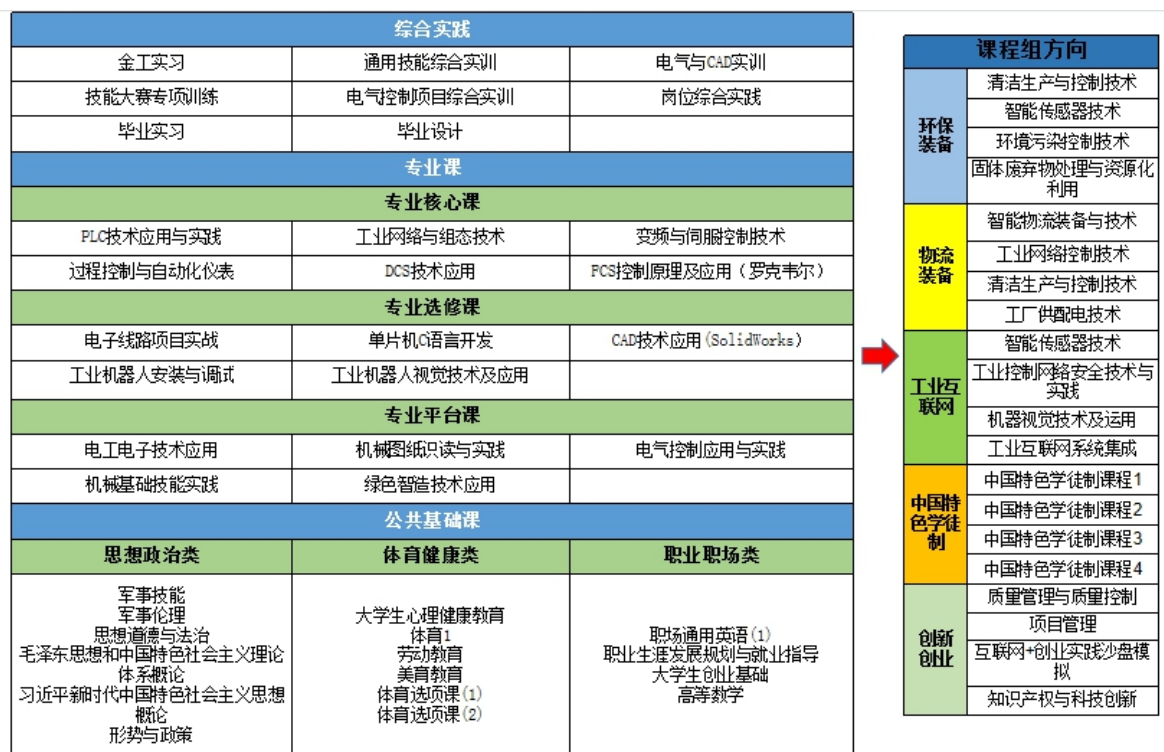 综合实践
金工实习
通用技能综合实训
电气与CAD实训
技能大赛专项训练
电气控制项目综合实训
岗位综合实践
毕业实习
毕业设计
专业课
专业核心课
PLC技术应用与实践
工业网络与组态技术
变频与伺服控制技术
过程控制与自动化仪表
DCS技术应用
FCS控制原理及应用（罗克韦尔）
专业选修课
电子线路项目实战
单片机C语言开发
CAD技术应用(SolidWorks)
工业机器人安装与调式
工业机器人视觉技术及应用
专业平台课
电工电子技术应用
机械图纸识读与实践
电气控制应用与实践
机械基础技能实践
绿色智造技术应用
公共基础课
思想政治类
体育健康类
职业职场类
军事技能
军事伦理
思想道德与法治
毛泽东思想和中国特色社会主义理论
体系概论
习近平新时代中国特色社会主义思想
概论
形势与政策
大学生心理健康教育
体育1
劳动教育
美育教育
体育选项课(1)
体育选项课(2)
职场通用英语(1)
职业生涯发展规划与就业指导
大学生创业基础
高等数学
课程组方向
环保
装备
清洁生产与控制技术
智能传感器技术
环境污染控制技术
固体废弃物处理与资源化
利用
物流
装备
智能物流装备与技术
工业网络控制技术
清洁生产与控制技术
工厂供配电技术
工业互
联网
智能传感器技术
工业控制网络安全技术与
实践
机器视觉技术及运用
工业互联网系统集成
中国特
色学徒
制
中国特色学徒制课程1
中国特色学徒制课程2
中国特色学徒制课程3
中国特色学徒制课程4
创新
创业
质量管理与质量控制
项目管理
互联网+创业实践沙盘模
拟
知识产权与科技创新